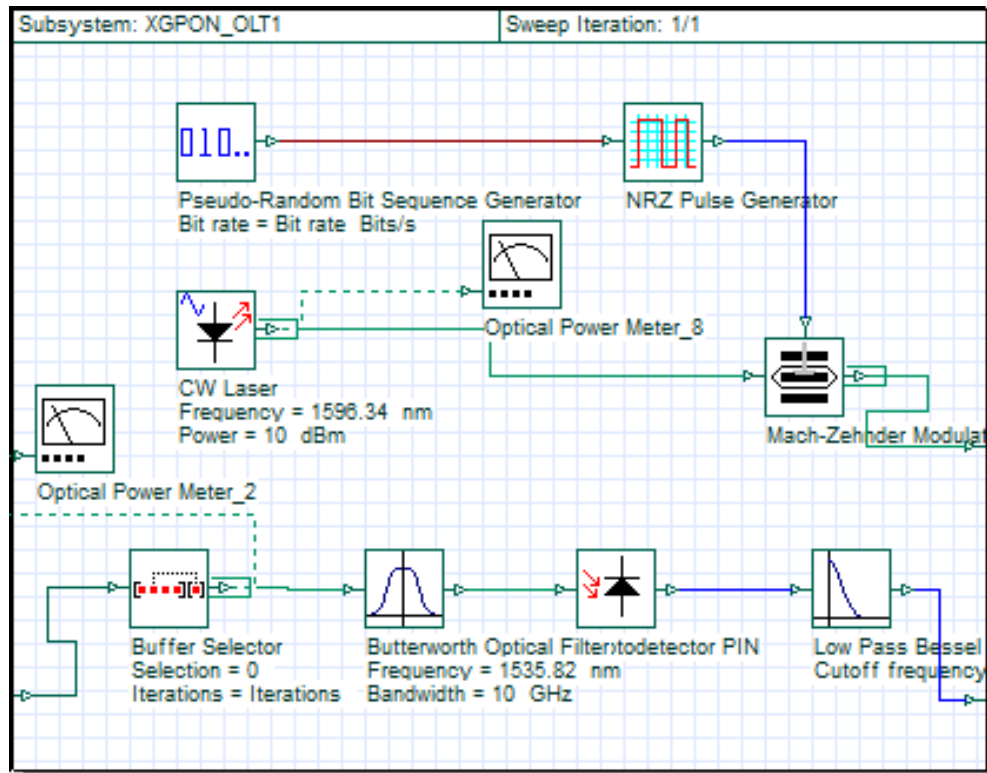 Subsystem: XGPON_OLT1
Sweep Iteration: 1/1
010..
Pseudo-Random Bit Sequence Generator
Bit rate = Bit rate Bits/s
NRZ Pulse Generator
Optical Power Meter_8
CW Laser
Frequency = 1596.34 nm
Power = 10 dBm
Mach-Zehnder Modulat
Optical Power Meter_2
Buffer Selector
Selection = 0
Iterations = Iterations
Butterworth Optical Filter
Frequency = 1535.82 nm
Bandwidth = 10 GHz
todetector PIN
Low Pass Bessel
Cutoff frequency